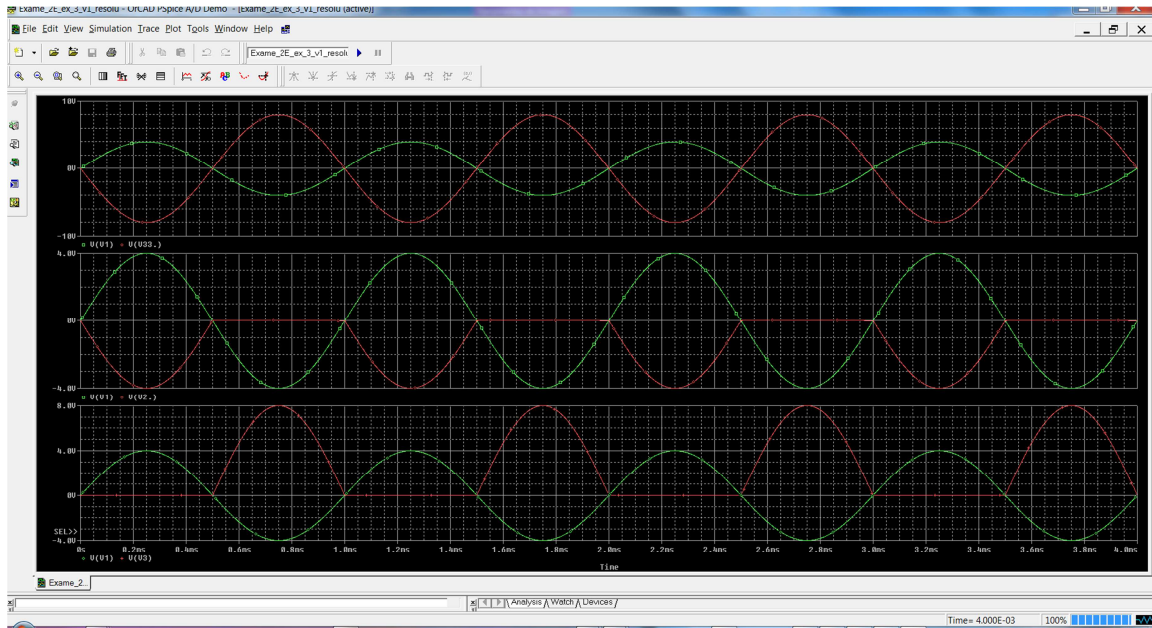 Exame_2E_ex_3_v1_resolu - OrCAD PSpice A/D Demo - [Exame_2E_ex_3_v1_resolu (active)]
File Edit View Simulation Trace Plot Tools Window Help
Exame_2E_ex_3_v1_resolu
10V
0V
-10V
V(V1) V(V33.)
4.0V
0V
-4.0V
V(V1) V(V2.)
8.0V
4.0V
0V
SEL>>
-4.0V
0s 0.2ms 0.4ms 0.6ms 0.8ms 1.0ms 1.2ms 1.4ms 1.6ms 1.8ms 2.0ms 2.2ms 2.4ms 2.6ms 2.8ms 3.0ms 3.2ms 3.4ms 3.6ms 3.8ms 4.0ms
V(V1) V(V3)
Time
Exame_2...
Analysis Watch Devices
Time= 4.000E-03 100%